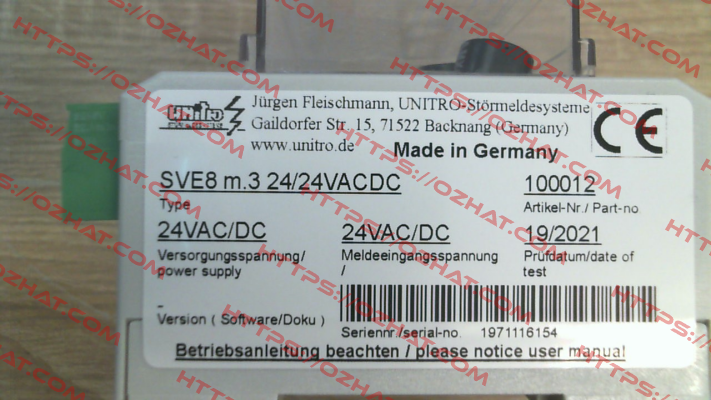 UNITRO
Jürgen Fleischmann, UNITRO-Störmeldesysteme
Gaildorfer Str. 15, 71522 Backnang (Germany)
www.unitro.de
Made in Germany
CE
SVE8 m.3 24/24VACDC
100012
Type
Artikel-Nr./ Part-no
24VAC/DC
24VAC/DC
19/2021
Versorgungsspannung/
power supply
Meldeeingangsspannung
/
Prüfdatum/date of
test
-
Version ( Software/Doku )
Seriennr./serial-no. 1971116154
Betriebsanleitung beachten / please notice user manual
HTTPS://OZHAT.COM